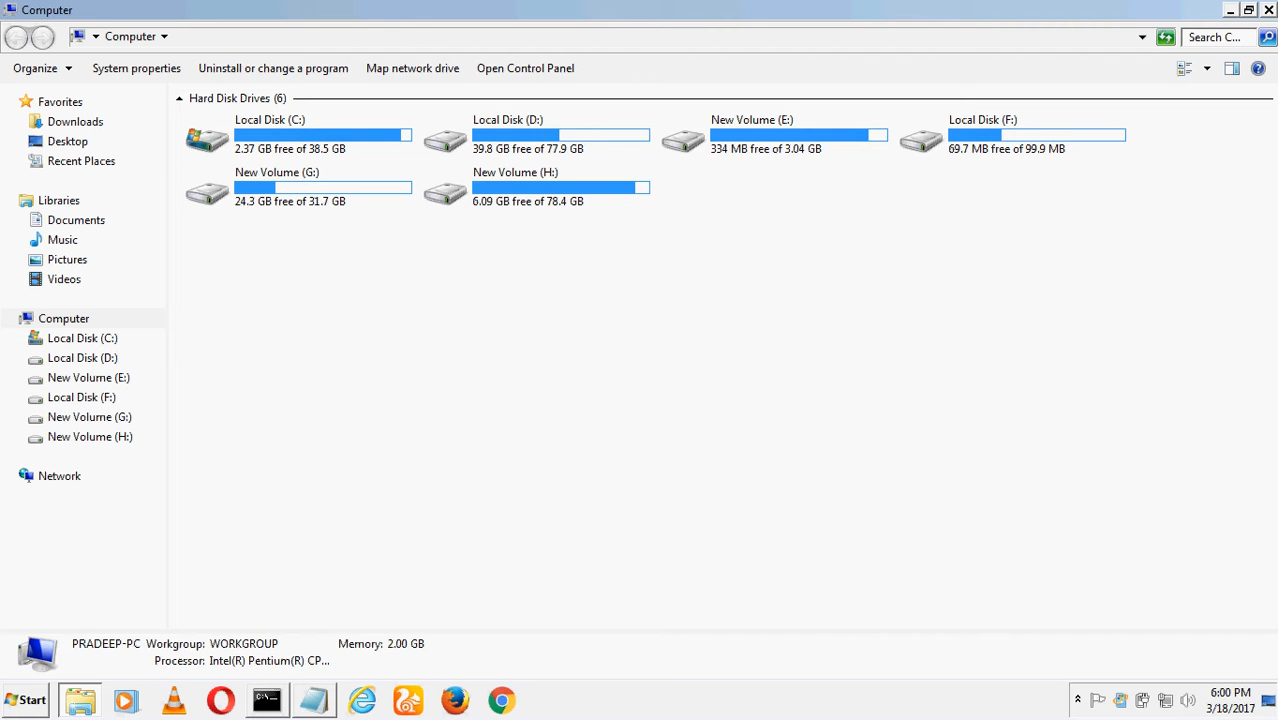 Computer
Computer
Search C...
Organize System properties Uninstall or change a program Map network drive Open Control Panel
Favorites
Downloads
Desktop
Recent Places
Libraries
Documents
Music
Pictures
Videos
Computer
Local Disk (C:)
Local Disk (D:)
New Volume (E:)
Local Disk (F:)
New Volume (G:)
New Volume (H:)
Network
Hard Disk Drives (6)
Local Disk (C:)
2.37 GB free of 38.5 GB
Local Disk (D:)
39.8 GB free of 77.9 GB
New Volume (E:)
334 MB free of 3.04 GB
Local Disk (F:)
69.7 MB free of 99.9 MB
New Volume (G:)
24.3 GB free of 31.7 GB
New Volume (H:)
6.09 GB free of 78.4 GB
PRADEEP-PC Workgroup: WORKGROUP Memory: 2.00 GB
Processor: Intel(R) Pentium(R) CP...
Start
C:\.
6:00 PM
3/18/2017